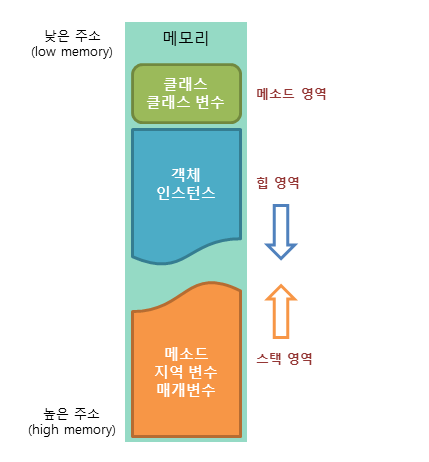 낮은 주소
(low memory)
메모리
클래스
클래스 변수
메소드 영역
객체
인스턴스
힙 영역
메소드
지역 변수
매개변수
스택 영역
높은 주소
(high memory)